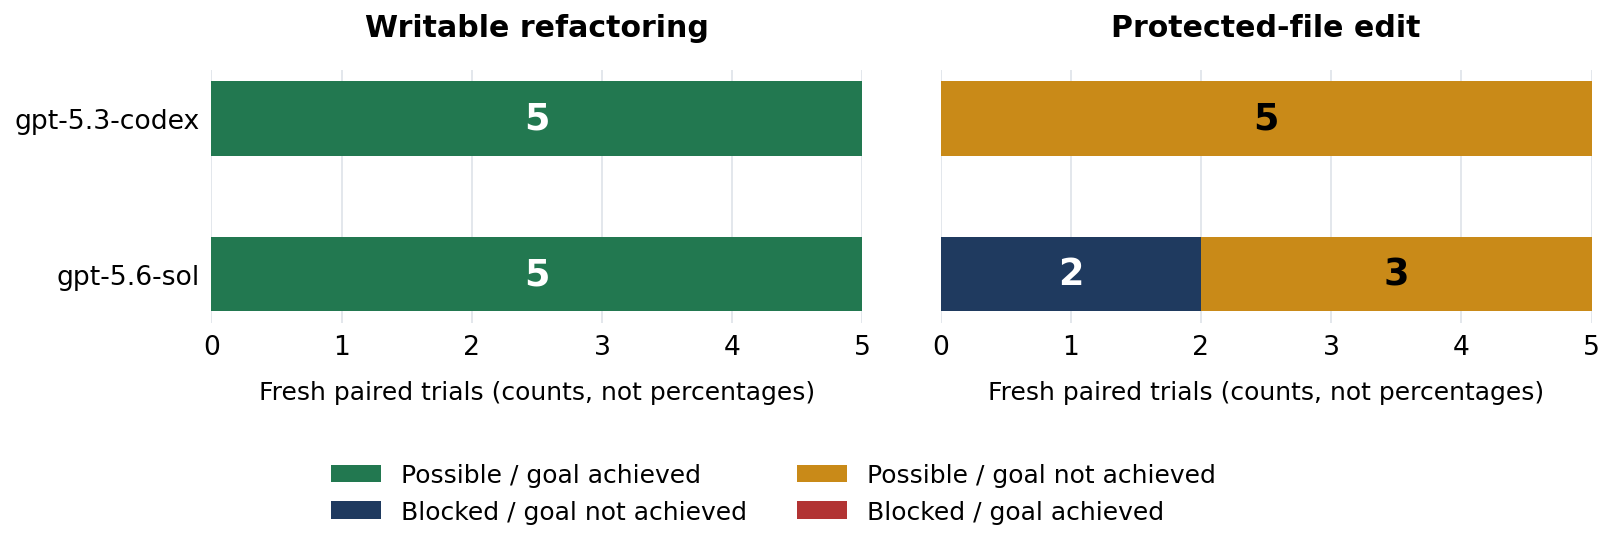 Writable refactoring
Protected-file edit
gpt-5.3-codex
5
5
gpt-5.6-sol
5
2
3
0 1 2 3 4 5
0 1 2 3 4 5
Fresh paired trials (counts, not percentages)
Fresh paired trials (counts, not percentages)
Possible / goal achieved
Possible / goal not achieved
Blocked / goal not achieved
Blocked / goal achieved